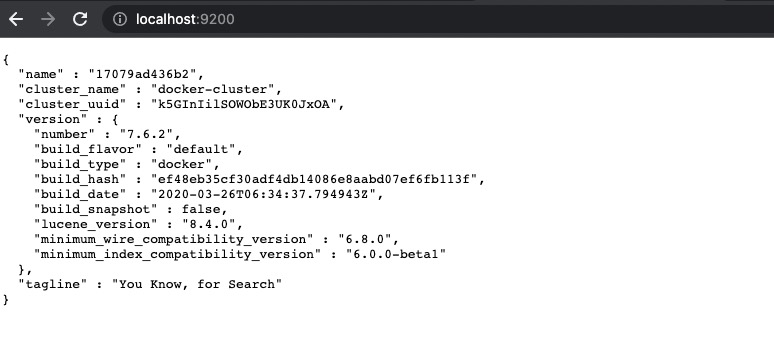 localhost:9200
{
  "name" : "17079ad436b2",
  "cluster_name" : "docker-cluster",
  "cluster_uuid" : "k5GInIilSOWObE3UK0JxOA",
  "version" : {
    "number" : "7.6.2",
    "build_flavor" : "default",
    "build_type" : "docker",
    "build_hash" : "ef48eb35cf30adf4db14086e8aabd07ef6fb113f",
    "build_date" : "2020-03-26T06:34:37.794943Z",
    "build_snapshot" : false,
    "lucene_version" : "8.4.0",
    "minimum_wire_compatibility_version" : "6.8.0",
    "minimum_index_compatibility_version" : "6.0.0-beta1"
  },
  "tagline" : "You Know, for Search"
}